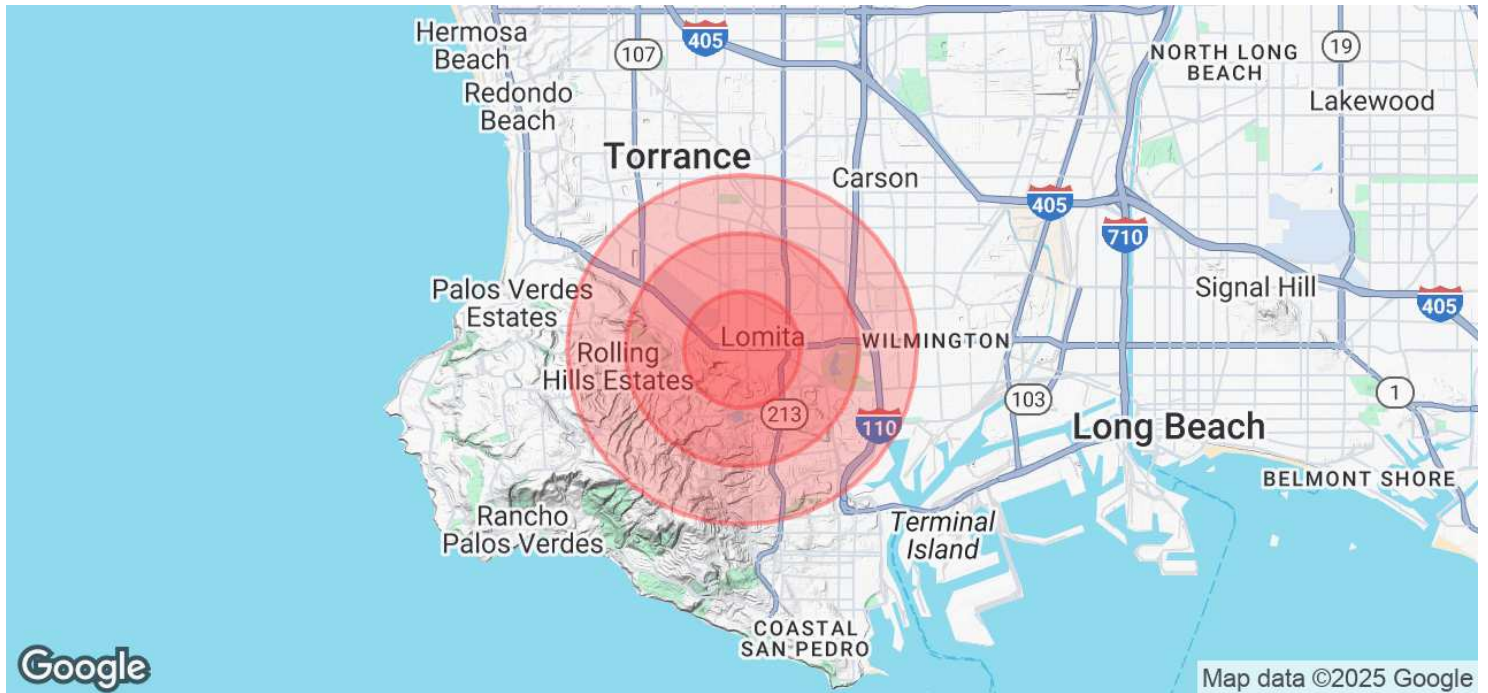 Hermosa
Beach
405
107
NORTH LONG
BEACH
19
Redondo
Beach
Lakewood
Torrance
Carson
405
710
Palos Verdes
Estates
Signal Hill
405
Lomita
WILMINGTON
Rolling
Hills Estates
103
1
213
110
Long Beach
BELMONT SHORE
Rancho
Palos Verdes
Terminal
Island
COASTAL
SAN PEDRO
Google
Map data ©2025 Google